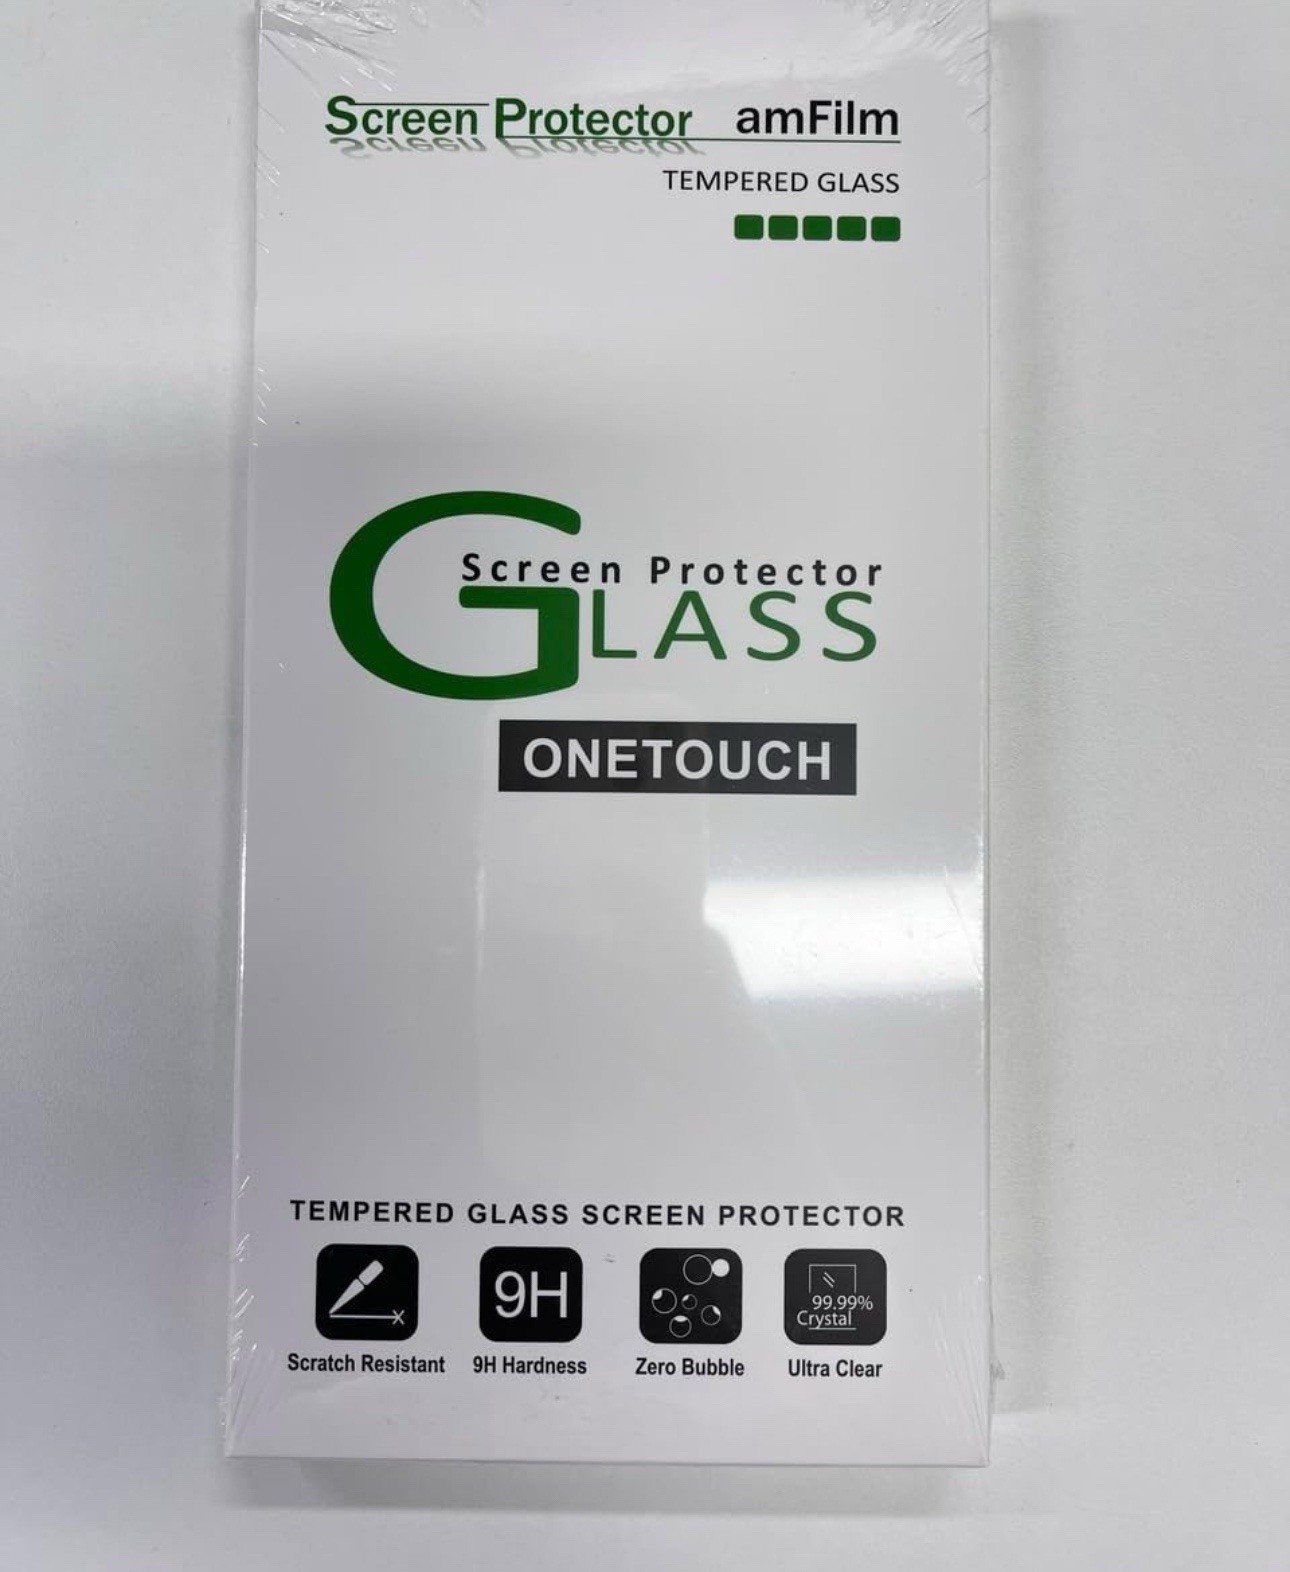 Screen Protector amFilm
TEMPERED GLASS
Screen Protector
GLASS
ONETOUCH
TEMPERED GLASS SCREEN PROTECTOR
9H
99.99%
Crystal
Scratch Resistant 9H Hardness Zero Bubble Ultra Clear